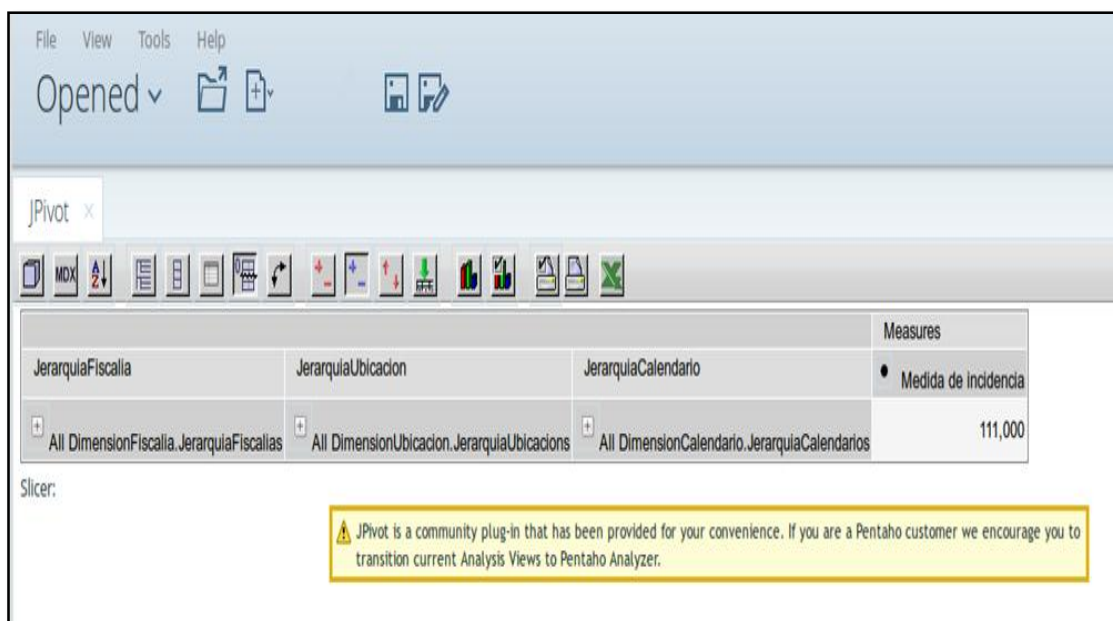 File View Tools Help
Opened
JPivot ×
MDX
Measures
JerarquiaFiscalia JerarquiaUbicacion JerarquiaCalendario Medida de incidencia
All DimensionFiscalia.JerarquiaFiscalias All DimensionUbicacion.JerarquiaUbicacions All DimensionCalendario.JerarquiaCalendarios 111,000
Slicer:
JPivot is a community plug-in that has been provided for your convenience. If you are a Pentaho customer we encourage you to
transition current Analysis Views to Pentaho Analyzer.